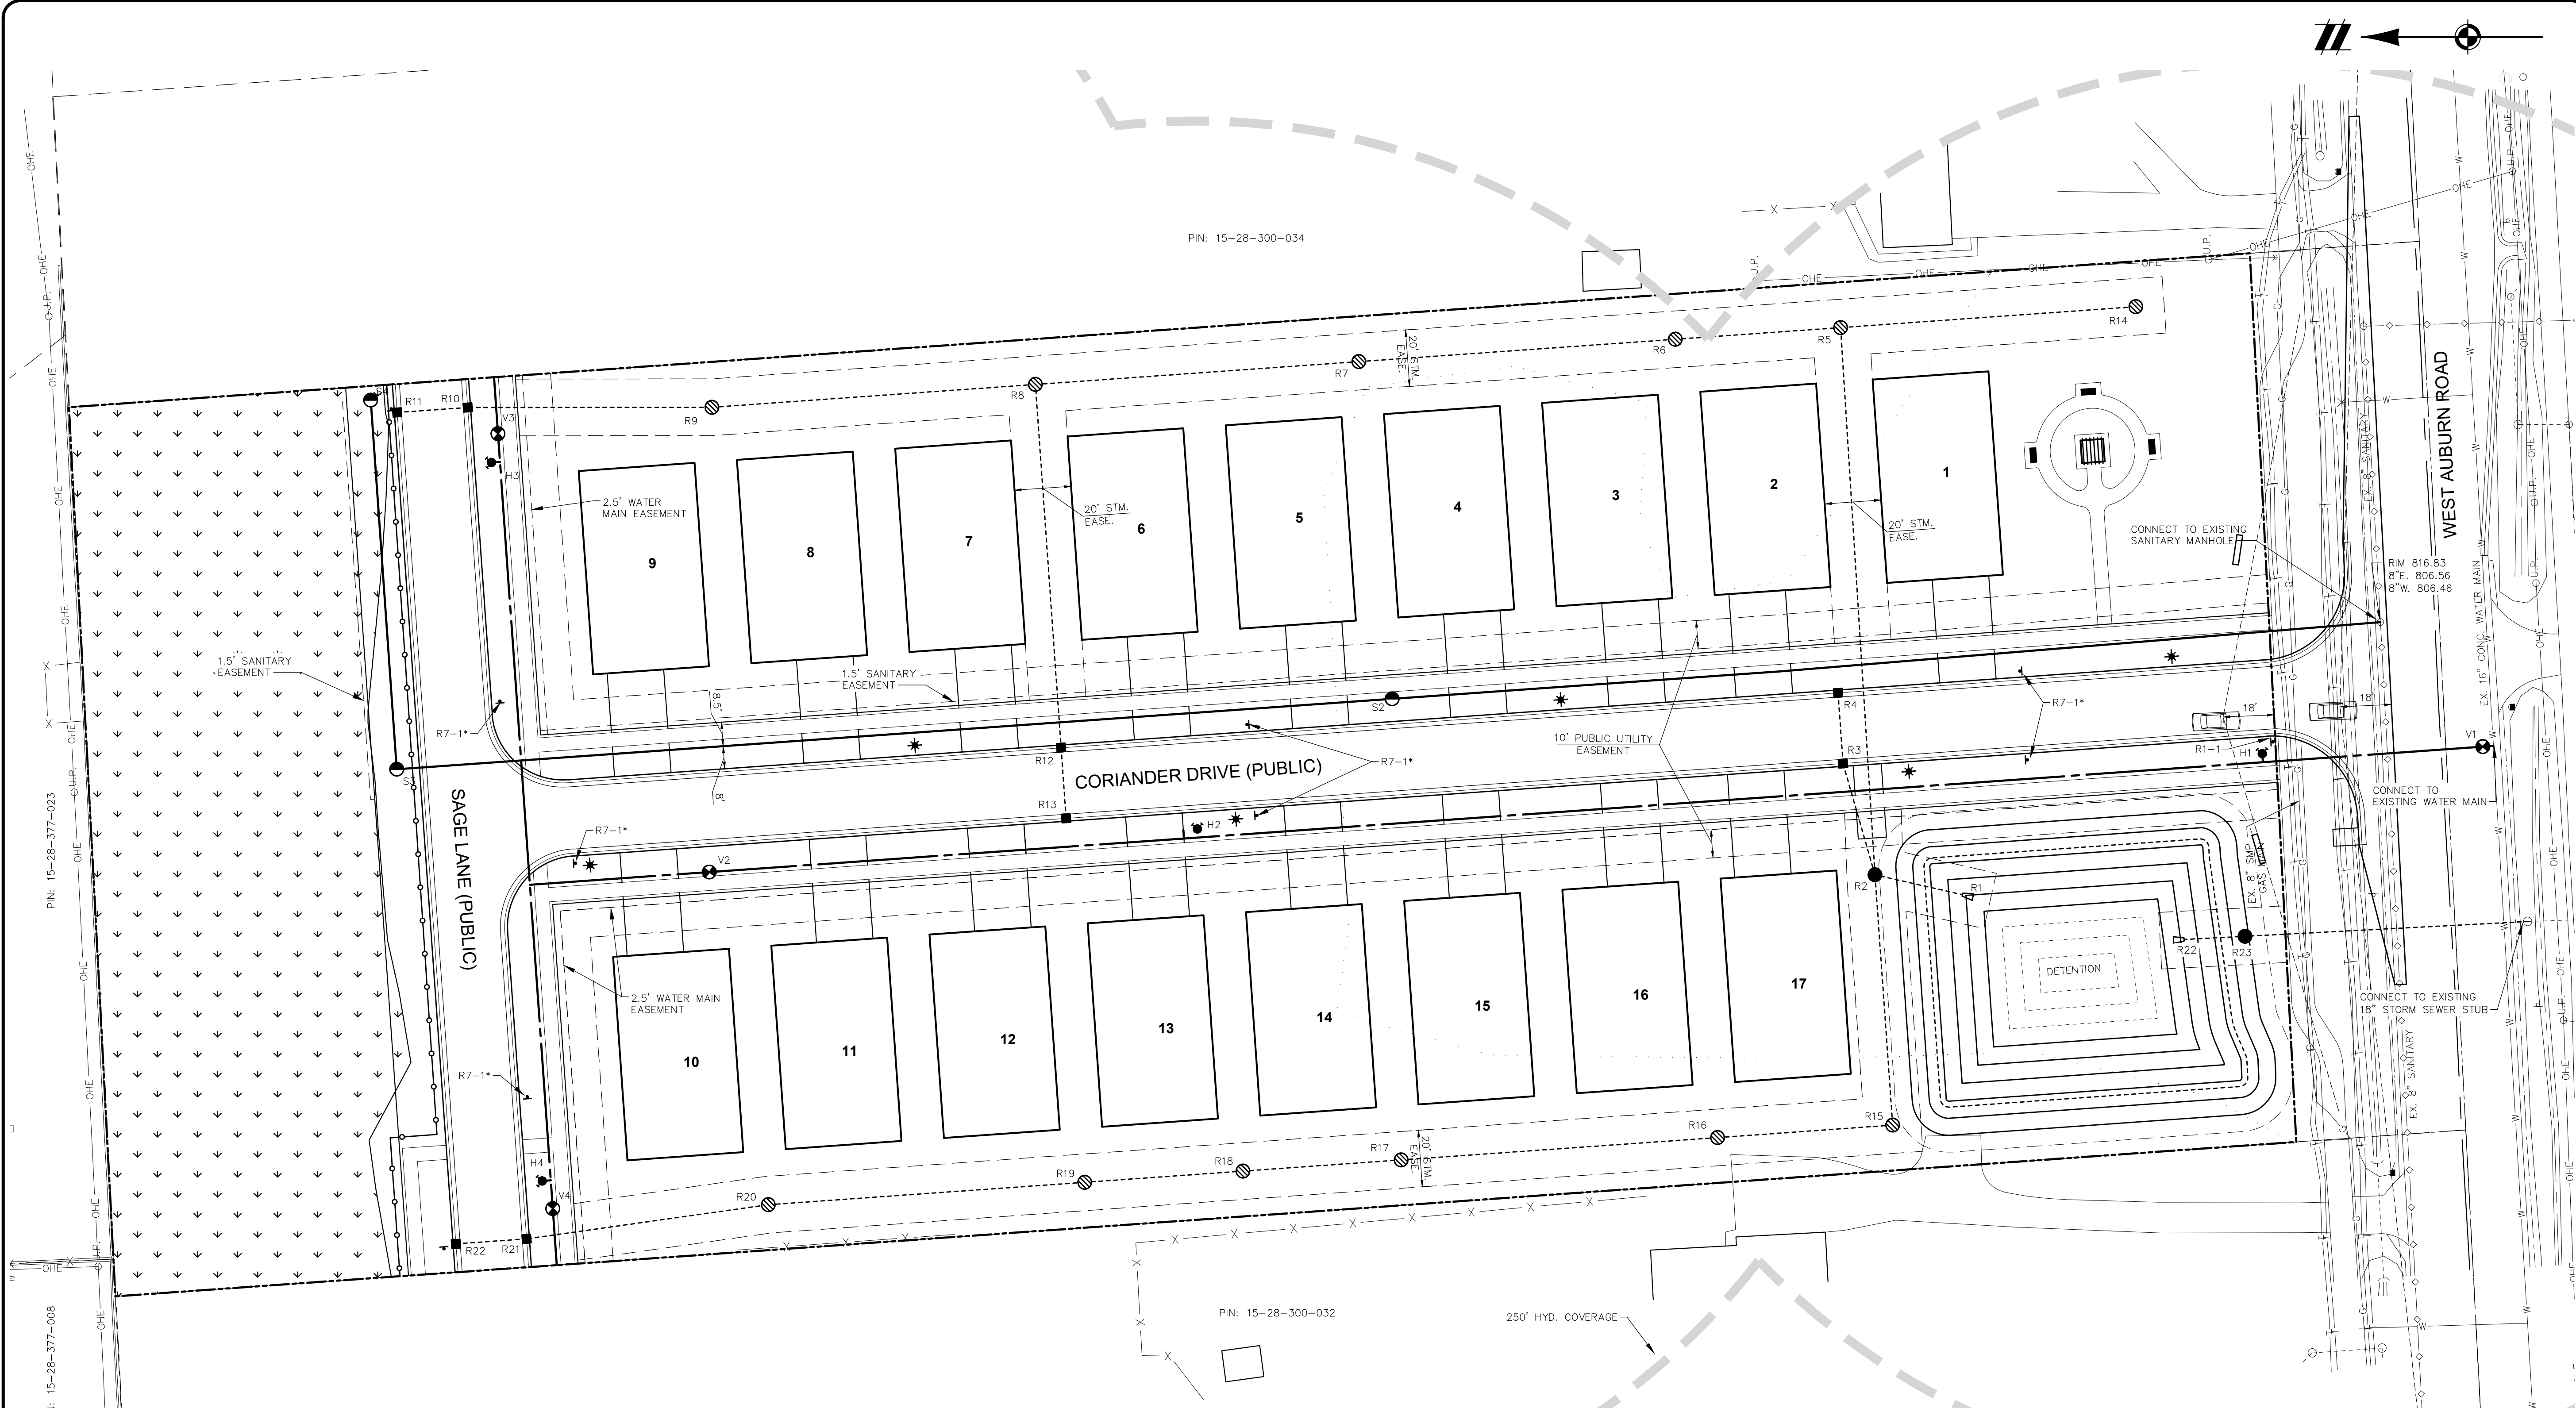 PIN: 15-28-300-034
OHE
OHE
OHE
OHE
OHE
U.P.
U.P.
U.P.
U.P.
U.P.
R14
R5
R6
R7
R8
R9
R10
R11
20' STM.
EASE.
V3
H3
2.5' WATER
MAIN EASEMENT
20' STM.
EASE.
20' STM.
EASE.
9
8
7
6
5
4
3
2
1
CONNECT TO EXISTING
SANITARY MANHOLE
RIM 816.83
8"E. 806.56
8"W. 806.46
WEST AUBURN ROAD
EX. 8" SANITARY
EX. 16" CONC. WATER MAIN
1.5' SANITARY
EASEMENT
1.5' SANITARY
EASEMENT
8.5'
8'
S2
S3
R7-1*
R7-1*
R7-1*
R4
R3
R12
R13
10' PUBLIC UTILITY
EASEMENT
CORIANDER DRIVE (PUBLIC)
SAGE LANE (PUBLIC)
18'
18'
R1-1
H1
V1
CONNECT TO
EXISTING WATER MAIN
PIN: 15-28-377-023
R7-1*
V2
H2
R2
R1
EX. 8" SMP
GAS MAIN
R22
R23
DETENTION
CONNECT TO EXISTING
18" STORM SEWER STUB
2.5' WATER MAIN
EASEMENT
10
11
12
13
14
15
16
17
R7-1*
EX. 8" SANITARY
H4
V4
R22
R21
R20
R19
R18
R17
R16
R15
20' STM.
EASE.
PIN: 15-28-300-032
250' HYD. COVERAGE
15-28-377-008